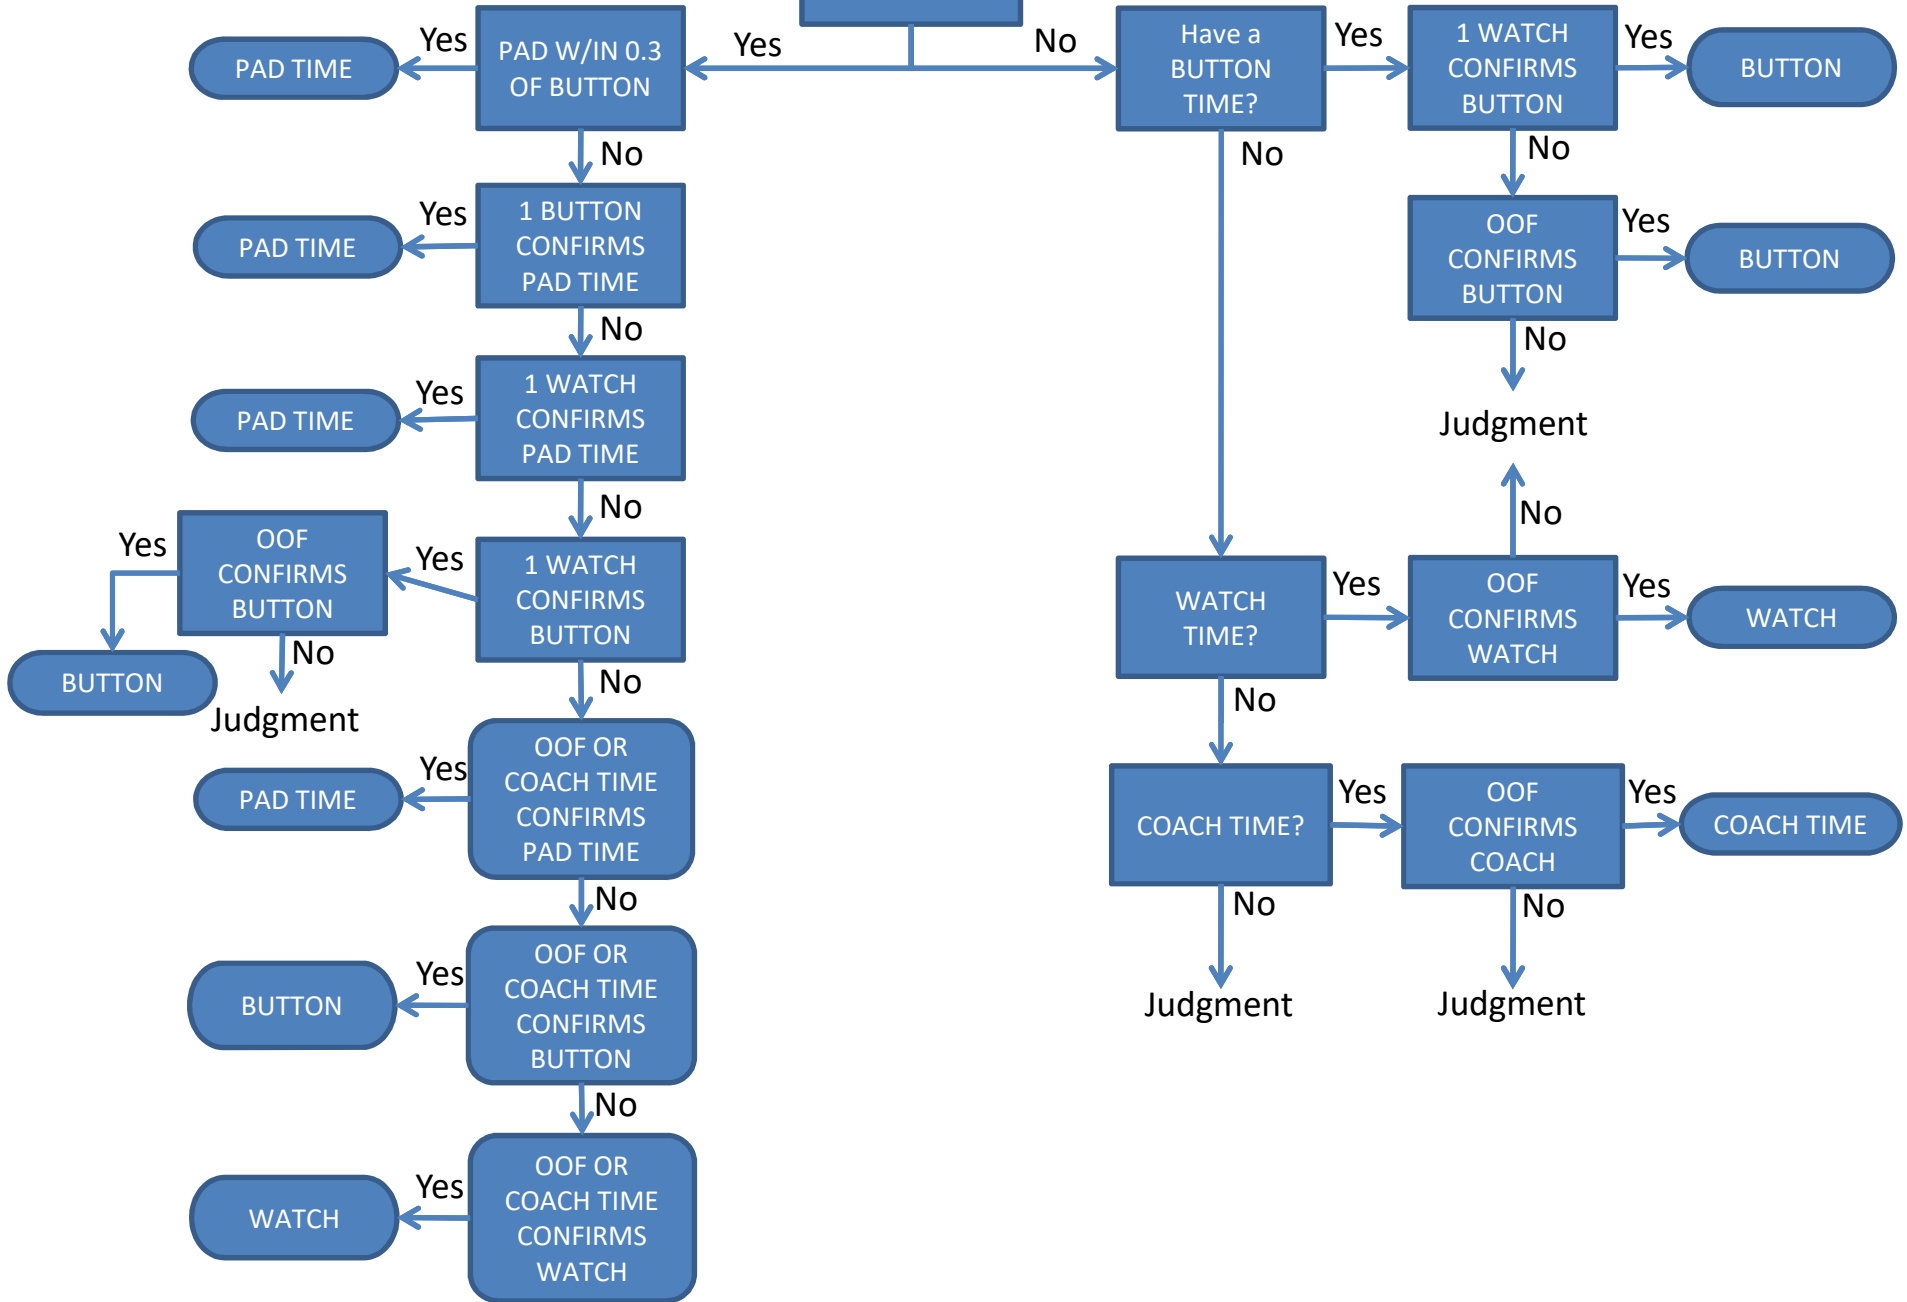 Yes
PAD W/IN 0.3
OF BUTTON
PAD TIME
Yes
No
Have a
BUTTON
TIME?
Yes
1 WATCH
CONFIRMS
BUTTON
Yes
BUTTON
No
No
No
Yes
1 BUTTON
CONFIRMS
PAD TIME
PAD TIME
OOF
CONFIRMS
BUTTON
Yes
BUTTON
No
No
Yes
1 WATCH
CONFIRMS
PAD TIME
PAD TIME
Judgment
No
No
Yes
OOF
CONFIRMS
BUTTON
Yes
1 WATCH
CONFIRMS
BUTTON
No
BUTTON
Judgment
No
WATCH
TIME?
Yes
OOF
CONFIRMS
WATCH
Yes
WATCH
No
Yes
OOF OR
COACH TIME
CONFIRMS
PAD TIME
PAD TIME
No
COACH TIME?
Yes
OOF
CONFIRMS
COACH
Yes
COACH TIME
No
No
Judgment
Judgment
Yes
OOF OR
COACH TIME
CONFIRMS
BUTTON
BUTTON
No
Yes
OOF OR
COACH TIME
CONFIRMS
WATCH
WATCH